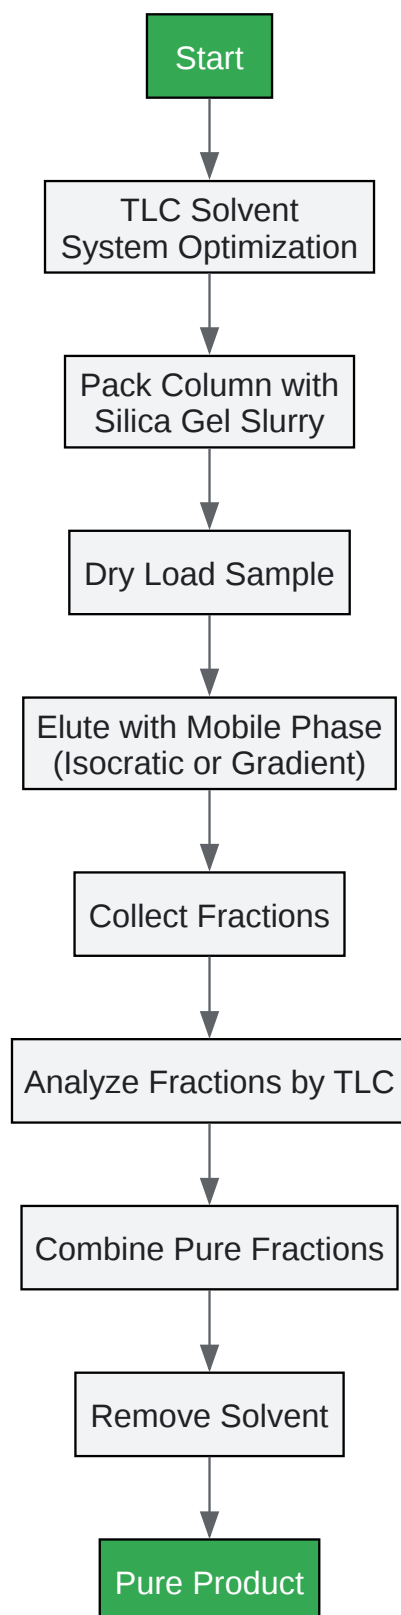 Start
TLC Solvent
System Optimization
Pack Column with
Silica Gel Slurry
Dry Load Sample
Elute with Mobile Phase
(Isocratic or Gradient)
Collect Fractions
Analyze Fractions by TLC
Combine Pure Fractions
Remove Solvent
Pure Product